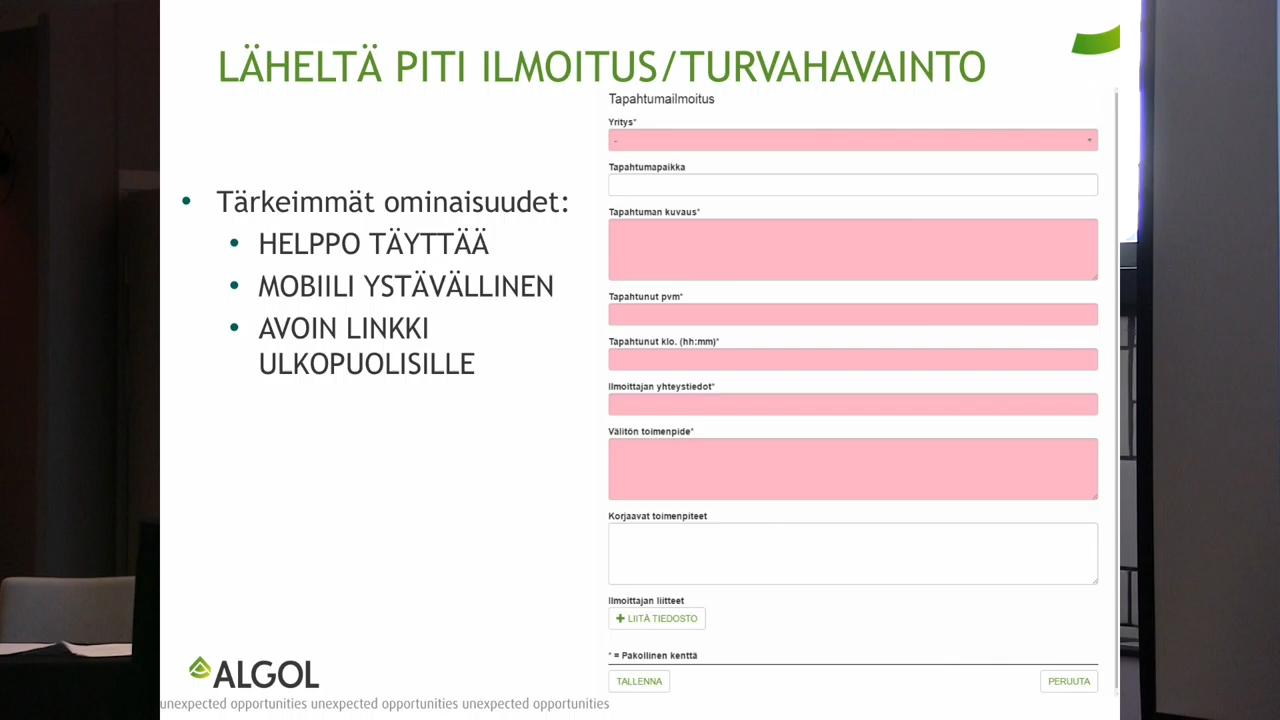 LÄHELTÄ PITI ILMOITUS/TURVAHAVAINTO
• Tärkeimmät ominaisuudet:
• HELPPO TÄYTTÄÄ
• MOBIILI YSTÄVÄLLINEN
• AVOIN LINKKI
ULKOPUOLISILLE
Tapahtumailmoitus
Yritys*
-
Tapahtumapaikka
Tapahtuman kuvaus*
Tapahtunut pvm*
Tapahtunut klo. (hh:mm)*
Ilmoittajan yhteystiedot*
Välitön toimenpide*
Korjaavat toimenpiteet
Ilmoittajan liitteet
+ LIITÄ TIEDOSTO
* = Pakollinen kenttä
TALLENNA
PERUUTA
ALGOL
unexpected opportunities unexpected opportunities unexpected opportunities